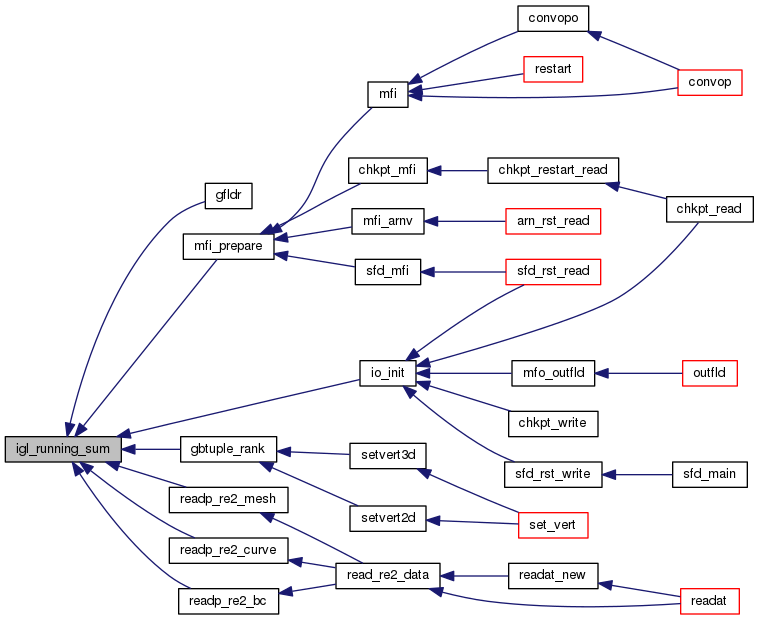 convopo
restart
convop
mfi
chkpt_mfi
chkpt_restart_read
gfldr
chkpt_read
mfi_arnv
arn_rst_read
mfi_prepare
sfd_mfi
sfd_rst_read
io_init
mfo_outfld
outfld
chkpt_write
igl_running_sum
gbtuple_rank
setvert3d
sfd_rst_write
sfd_main
readp_re2_mesh
setvert2d
set_vert
readp_re2_curve
read_re2_data
readat_new
readp_re2_bc
readat